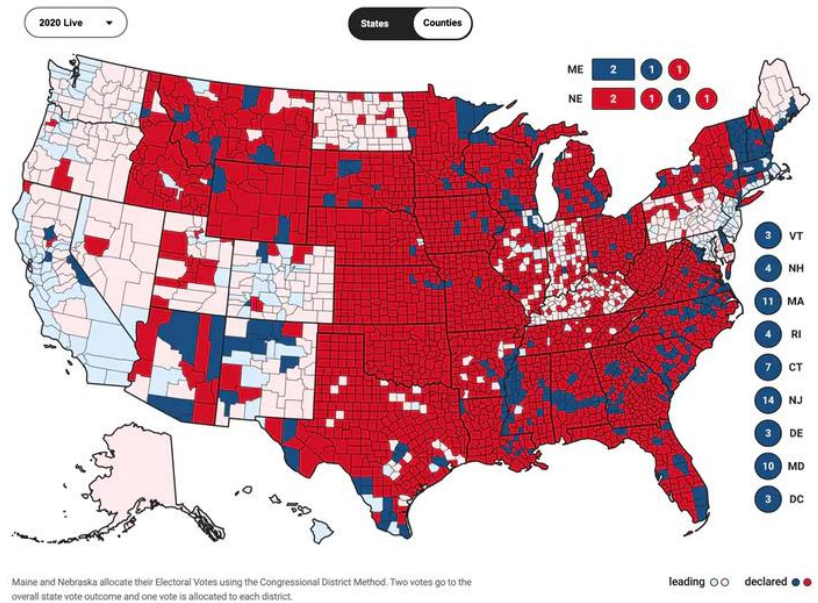 2020 Live
States
Counties
ME 2 1 1
NE 2 1 1 1
3 VT
4 NH
11 MA
4 RI
7 CT
14 NJ
3 DE
10 MD
3 DC
Maine and Nebraska allocate their Electoral Votes using the Congressional District Method. Two votes go to the
overall state vote outcome and one vote is allocated to each district.
leading declared